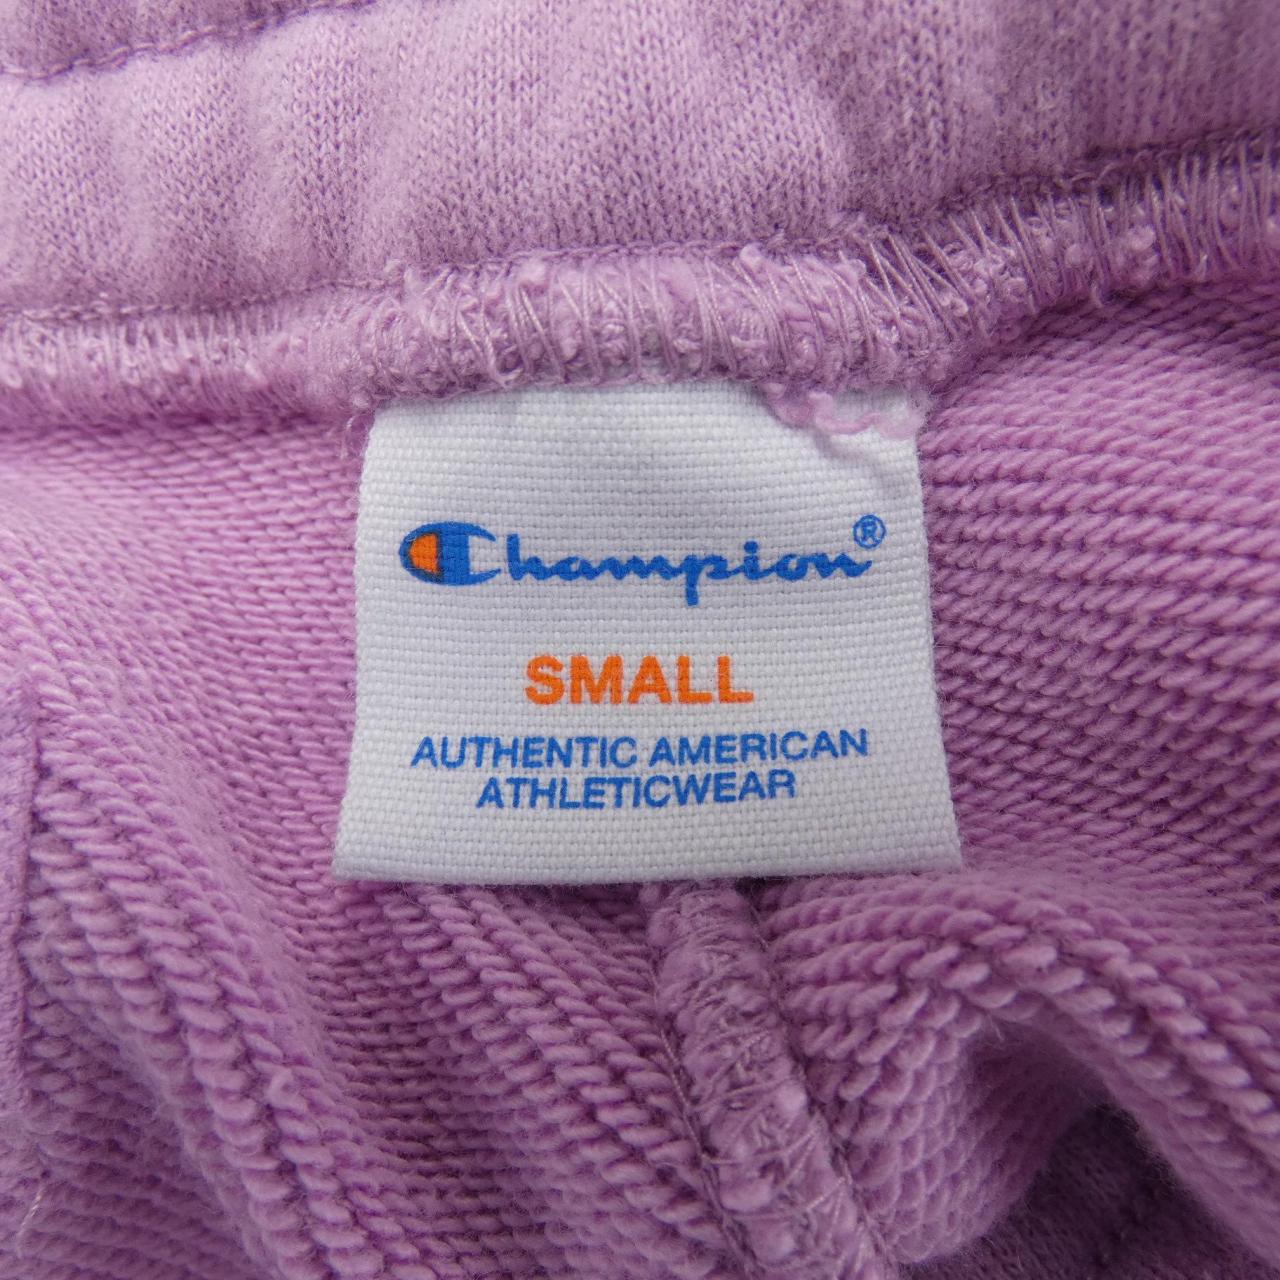 Champion®
SMALL
AUTHENTIC AMERICAN
ATHLETICWEAR